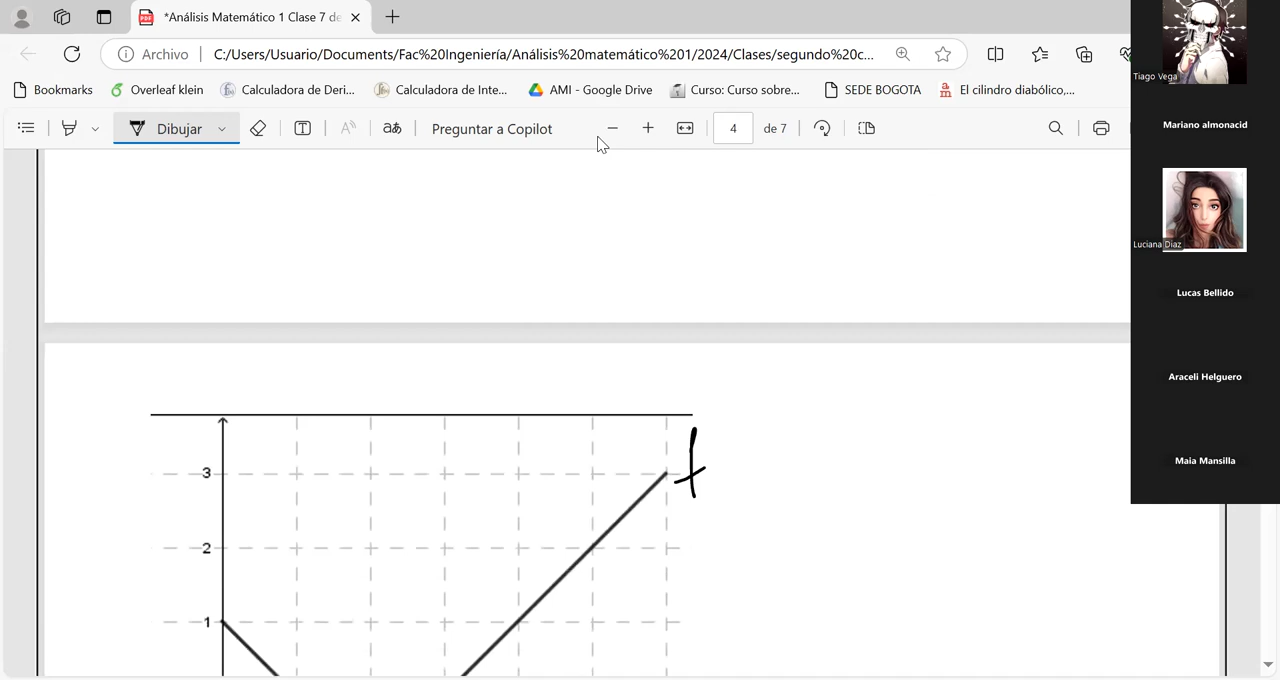 *Análisis Matemático 1 Clase 7 de
Archivo
C:/Users/Usuario/Documents/Fac%20Ingeniería/Análisis%20matemático%201/2024/Clases/segundo%20c...
Bookmarks
Overleaf klein
Calculadora de Deri...
Calculadora de Inte...
AMI - Google Drive
Curso: Curso sobre...
SEDE BOGOTA
El cilindro diabólico,...
Dibujar
aあ
Preguntar a Copilot
4 de 7
Tiago Vega
Mariano almonacid
Luciana Diaz
Lucas Bellido
Araceli Helguero
Maia Mansilla
f
3
2
1